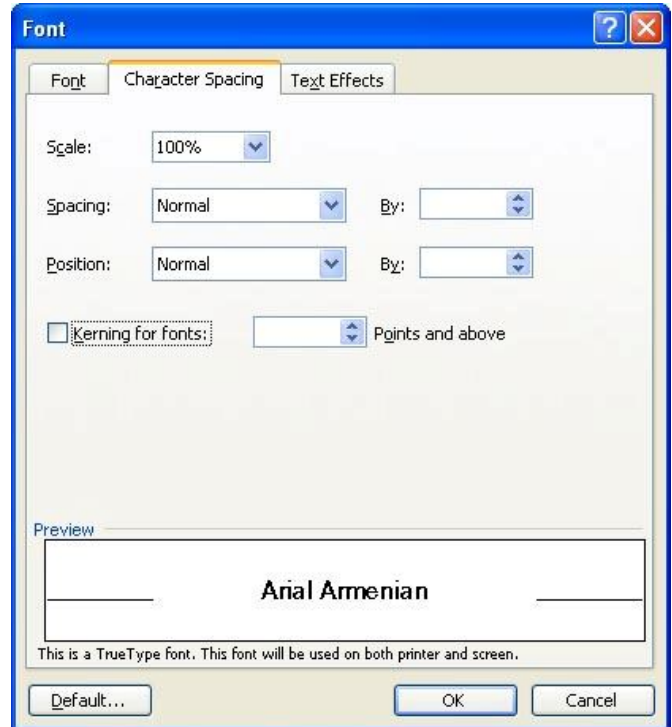 Font
Font Character Spacing Text Effects
Scale: 100%
Spacing: Normal By:
Position: Normal By:
Kerning for fonts: Points and above
Preview
Arial Armenian
This is a TrueType font. This font will be used on both printer and screen.
Default... OK Cancel